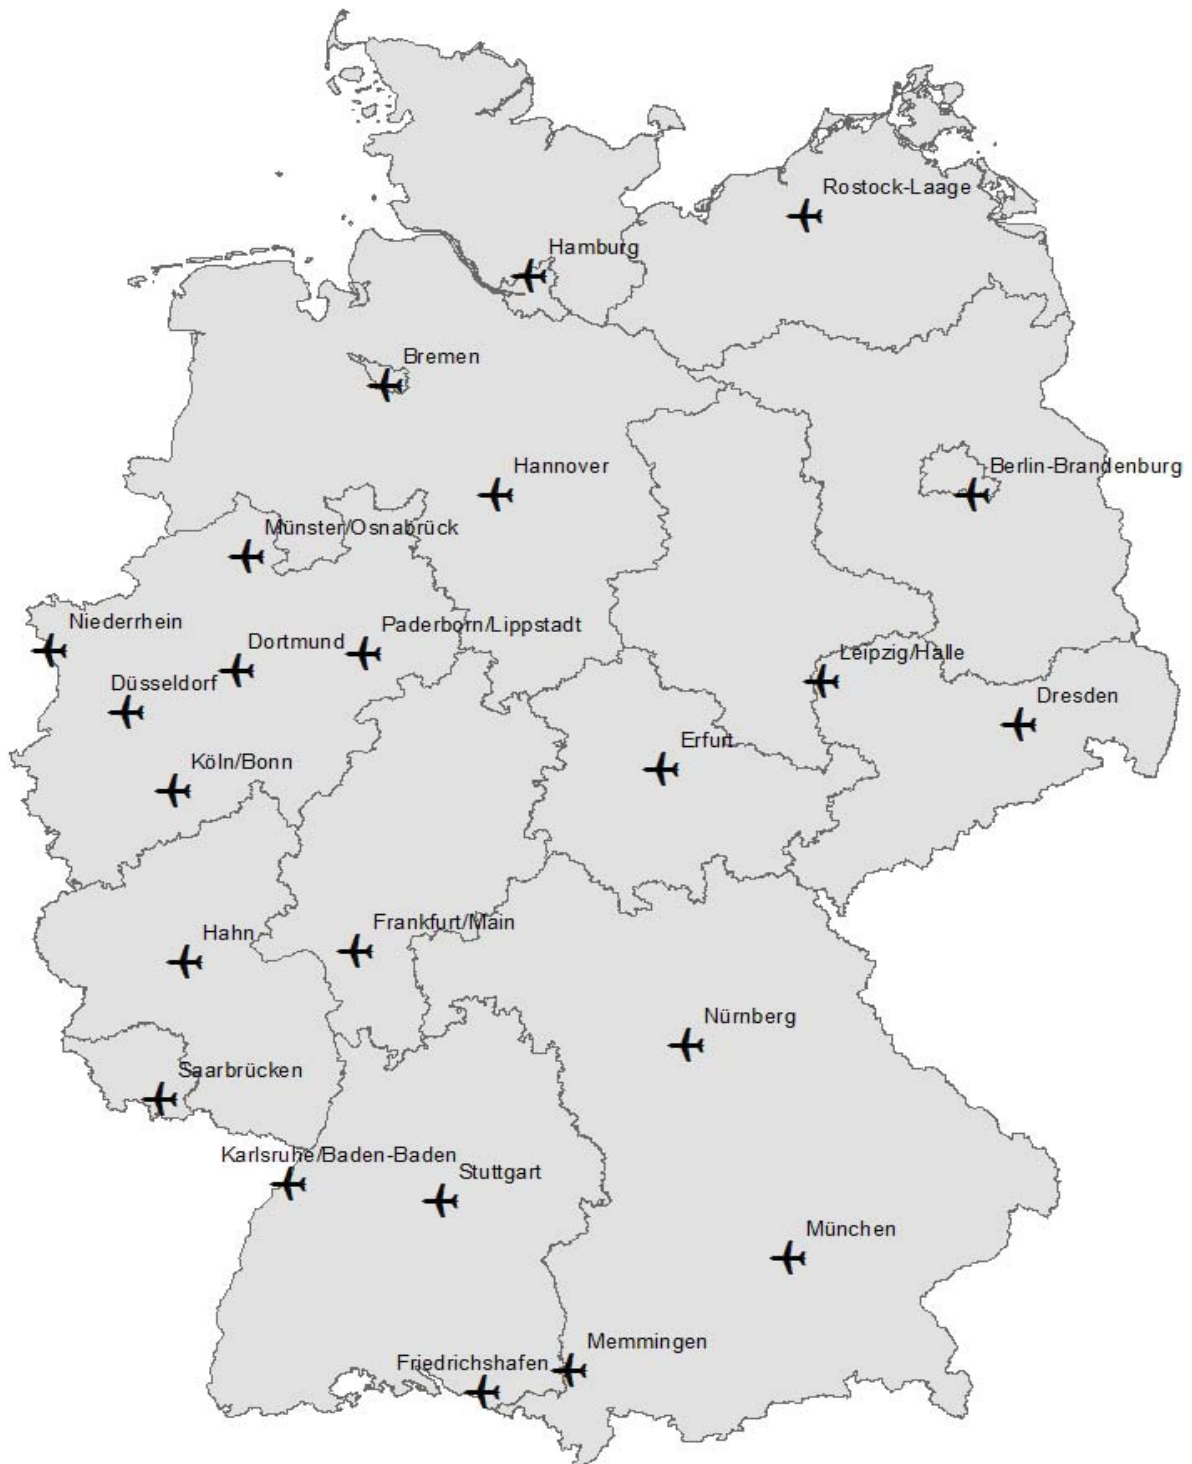 Rostock-Laage
Hamburg
Bremen
Hannover
Berlin-Brandenburg
Münster/Osnabrück
Niederrhein
Dortmund
Paderborn/Lippstadt
Leipzig/Halle
Düsseldorf
Dresden
Erfurt
Köln/Bonn
Frankfurt/Main
Hahn
Nürnberg
Saarbrücken
Karlsruhe/Baden-Baden
Stuttgart
München
Memmingen
Friedrichshafen